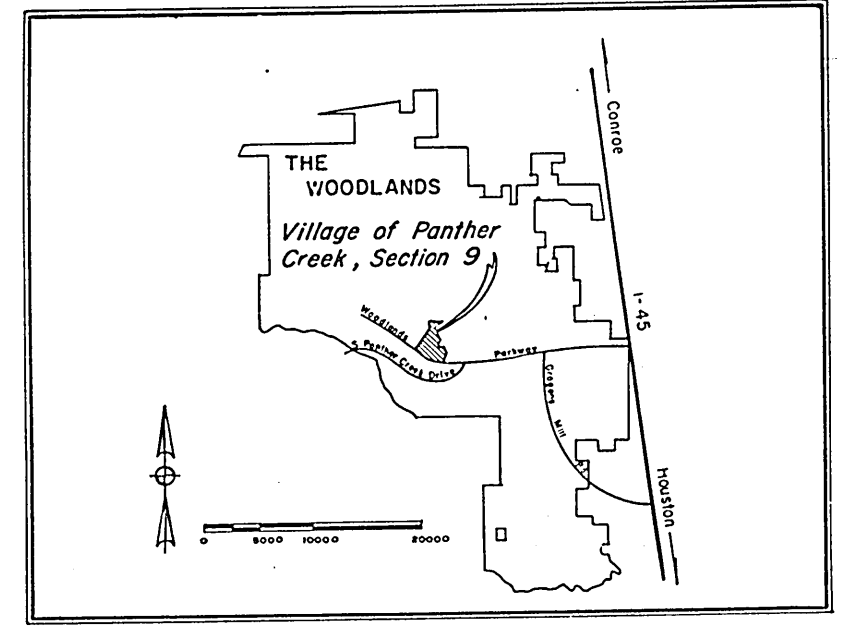 Conroe
THE
WOODLANDS
Village of Panther
Creek, Section 9
I-45
Woodlands
Parkway
S. Panther Creek Drive
Grogans
Mill
Houston
0 5000 10000 20000